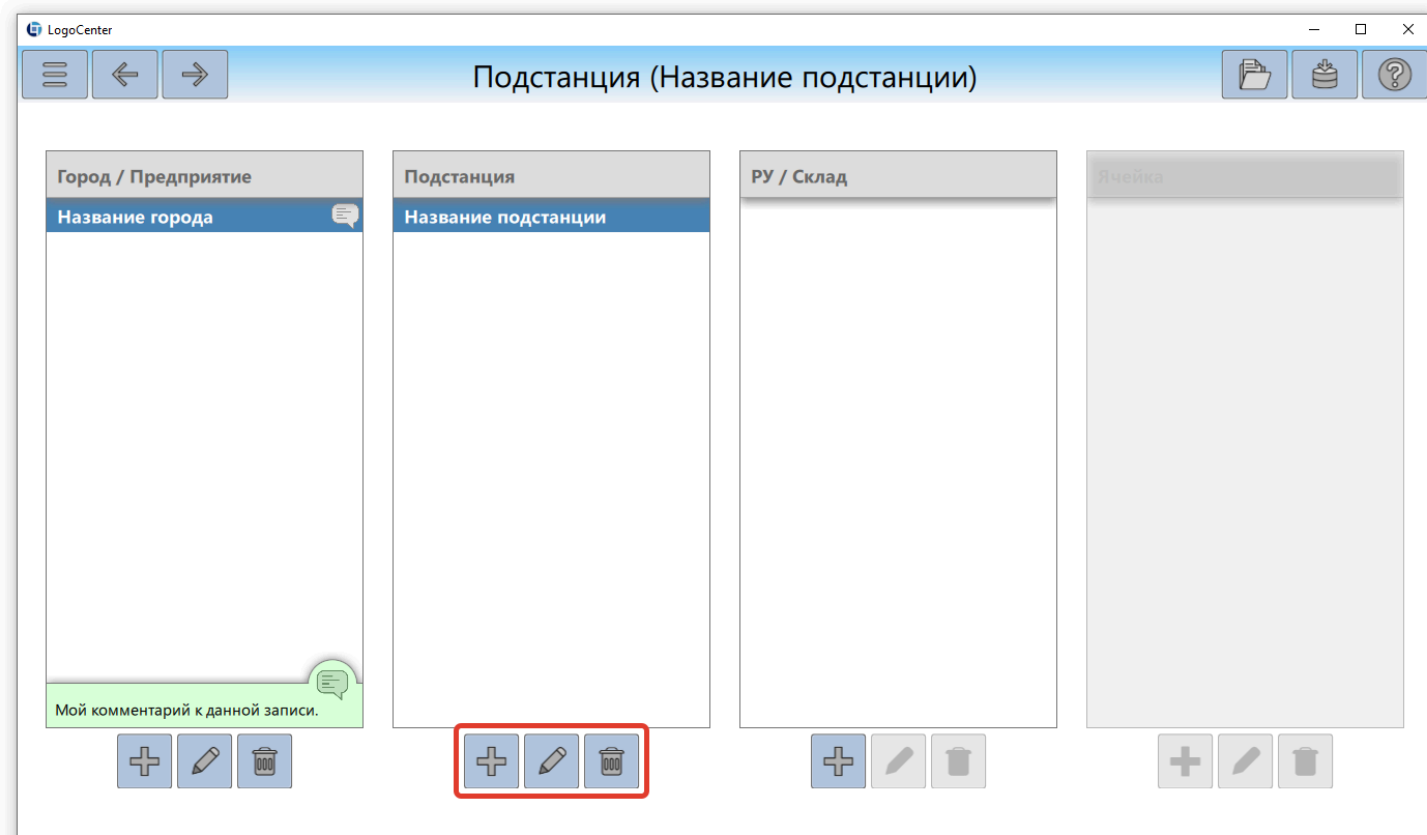 LogoCenter
Подстанция (Название подстанции)
Город / Предприятие
Название города
Мой комментарий к данной записи.
Подстанция
Название подстанции
РУ / Склад
Ячейка